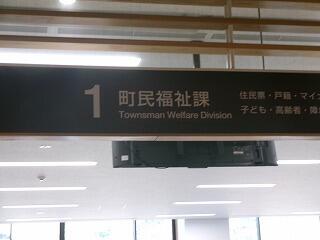 1 町民福祉課
Townsman Welfare Division
住民票・戸籍・マイナ
子ども・高齢者・障